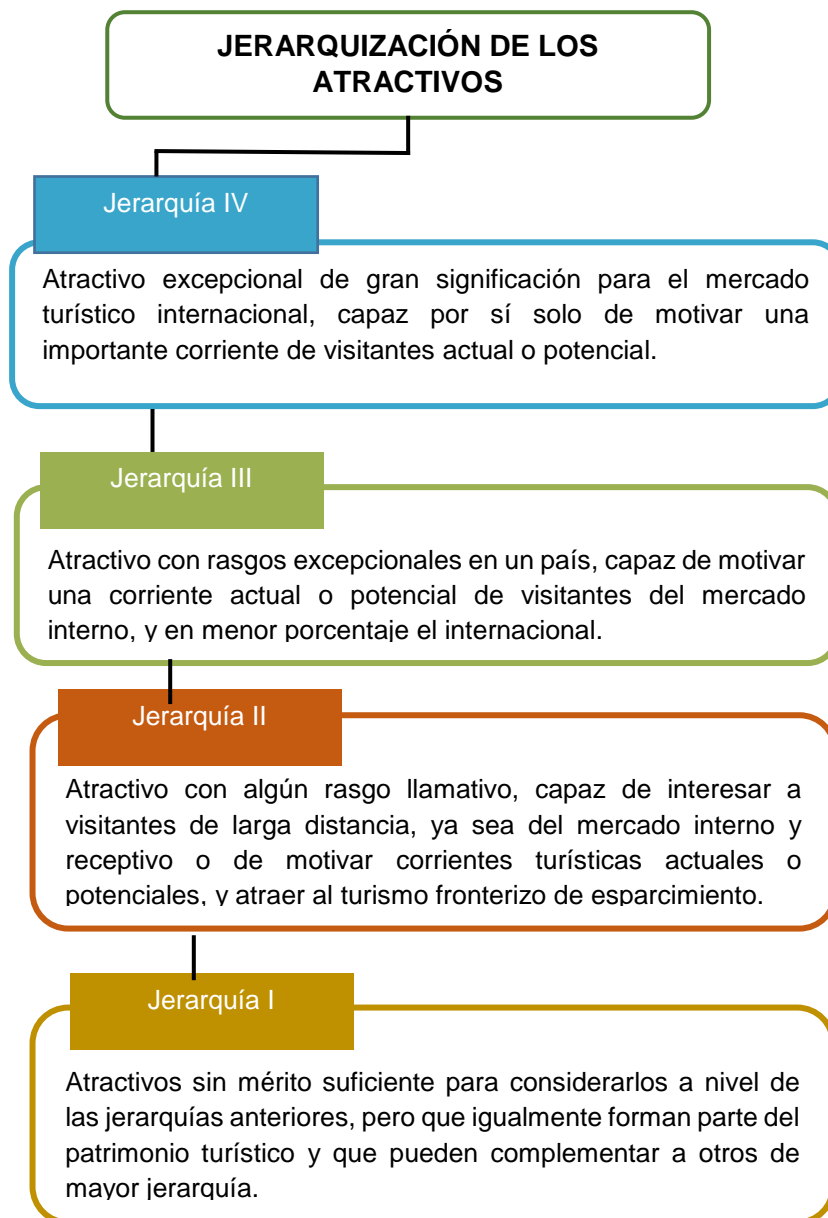 JERARQUIZACIÓN DE LOS
ATRACTIVOS
Jerarquía IV
Atractivo excepcional de gran significación para el mercado
turístico internacional, capaz por sí solo de motivar una
importante corriente de visitantes actual o potencial.
Jerarquía III
Atractivo con rasgos excepcionales en un país, capaz de motivar
una corriente actual o potencial de visitantes del mercado
interno, y en menor porcentaje el internacional.
Jerarquía II
Atractivo con algún rasgo llamativo, capaz de interesar a
visitantes de larga distancia, ya sea del mercado interno y
receptivo o de motivar corrientes turísticas actuales o
potenciales, y atraer al turismo fronterizo de esparcimiento.
Jerarquía I
Atractivos sin mérito suficiente para considerarlos a nivel de
las jerarquías anteriores, pero que igualmente forman parte del
patrimonio turístico y que pueden complementar a otros de
mayor jerarquía.